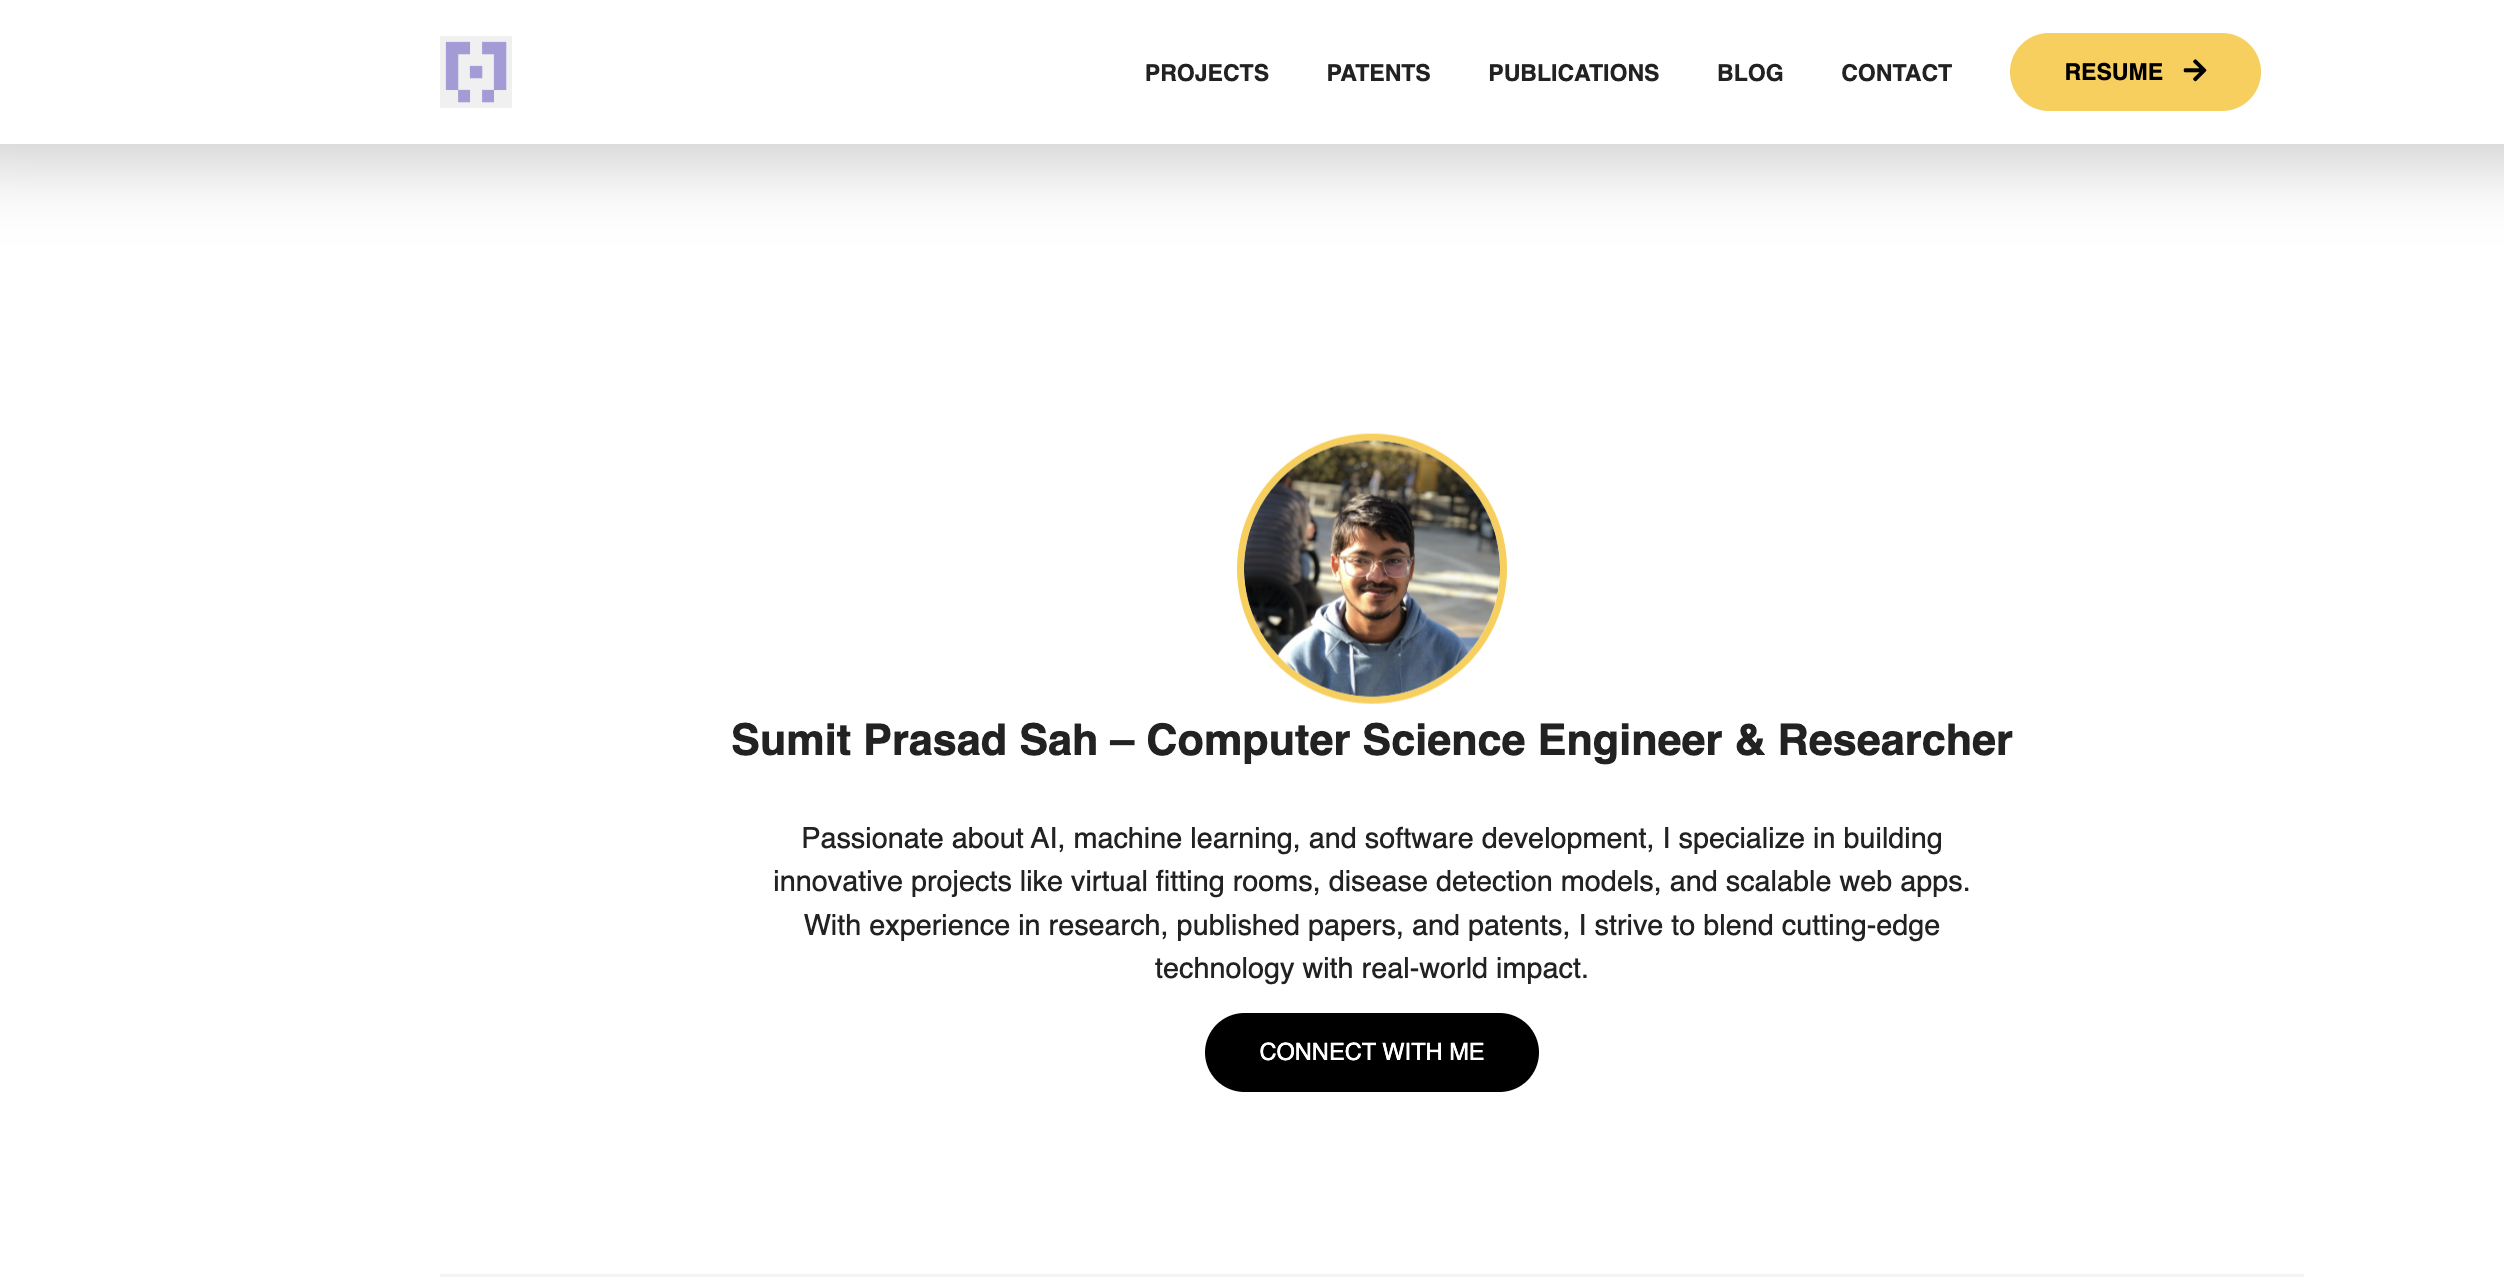 PROJECTS PATENTS PUBLICATIONS BLOG CONTACT RESUME →
Sumit Prasad Sah – Computer Science Engineer & Researcher
Passionate about AI, machine learning, and software development, I specialize in building
innovative projects like virtual fitting rooms, disease detection models, and scalable web apps.
With experience in research, published papers, and patents, I strive to blend cutting-edge
technology with real-world impact.
CONNECT WITH ME